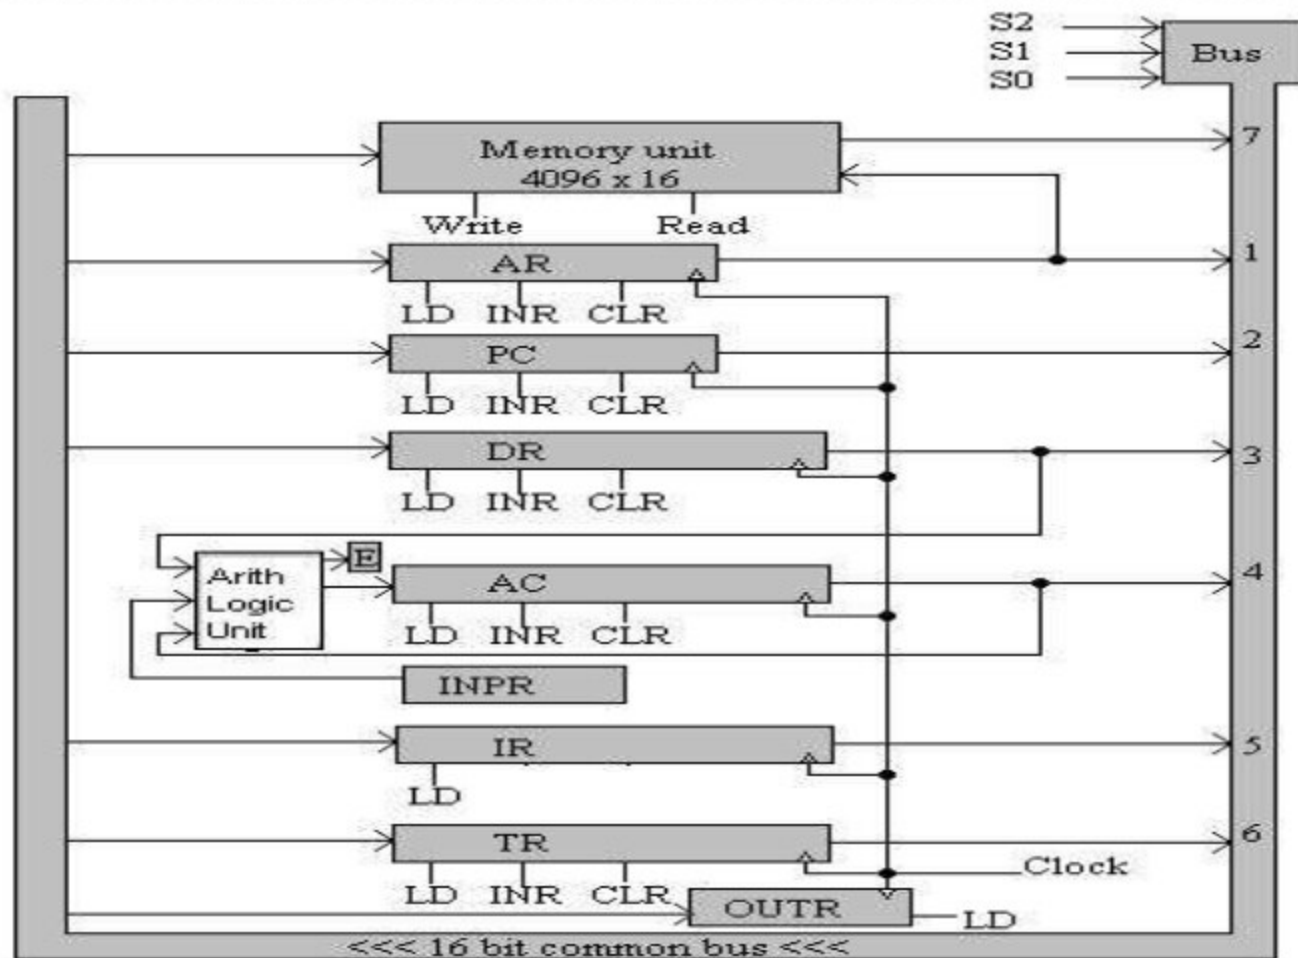 S2
S1
S0
Bus
7
Memory unit
4096 x 16
Write Read
AR
1
LD INR CLR
PC
2
LD INR CLR
DR
3
LD INR CLR
E
Arith
Logic
Unit
AC
4
LD INR CLR
INPR
IR
5
LD
TR
6
LD INR CLR
Clock
OUTR
LD
<<< 16 bit common bus <<<